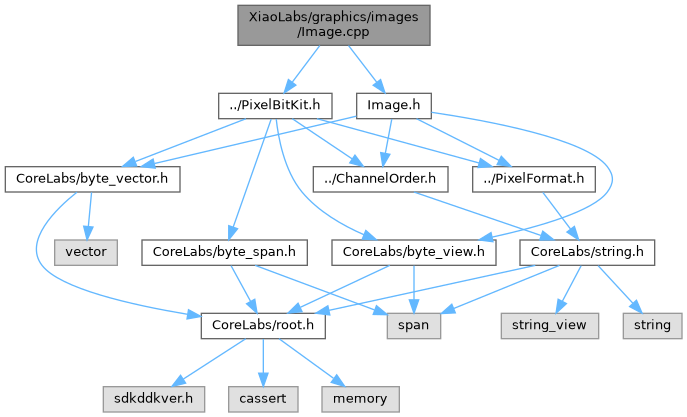 XiaoLabs/graphics/images
/Image.cpp
../PixelBitKit.h
Image.h
CoreLabs/byte_vector.h
../ChannelOrder.h
../PixelFormat.h
vector
CoreLabs/byte_span.h
CoreLabs/byte_view.h
CoreLabs/string.h
CoreLabs/root.h
span
string_view
string
sdkddkver.h
cassert
memory